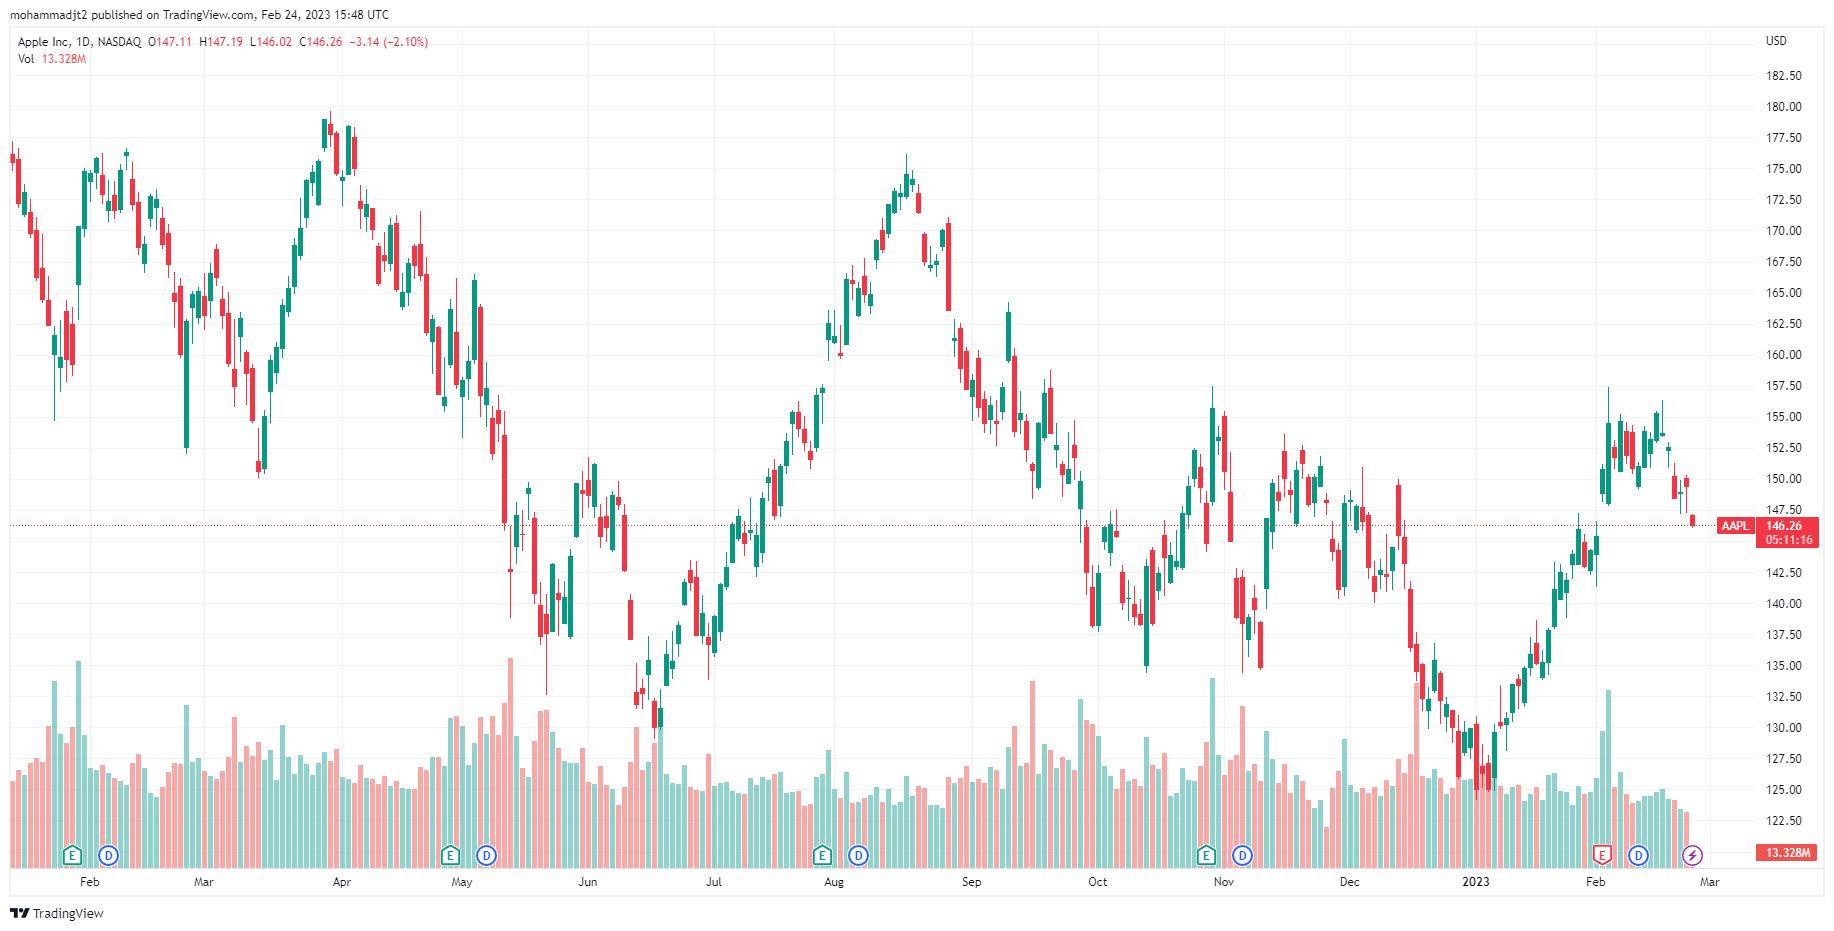 mohammadjt2 published on TradingView.com, Feb 24, 2023 15:48 UTC
Apple Inc, 1D, NASDAQ O147.11 H147.19 L146.02 C146.26 −3.14 (−2.10%)
Vol 13.328M
USD
182.50
180.00
177.50
175.00
172.50
170.00
167.50
165.00
162.50
160.00
157.50
155.00
152.50
150.00
147.50
AAPL 146.26
05:11:16
142.50
140.00
137.50
135.00
132.50
130.00
127.50
125.00
122.50
13.328M
E D E D E D E D E D
Feb Mar Apr May Jun Jul Aug Sep Oct Nov Dec 2023 Feb Mar
TradingView